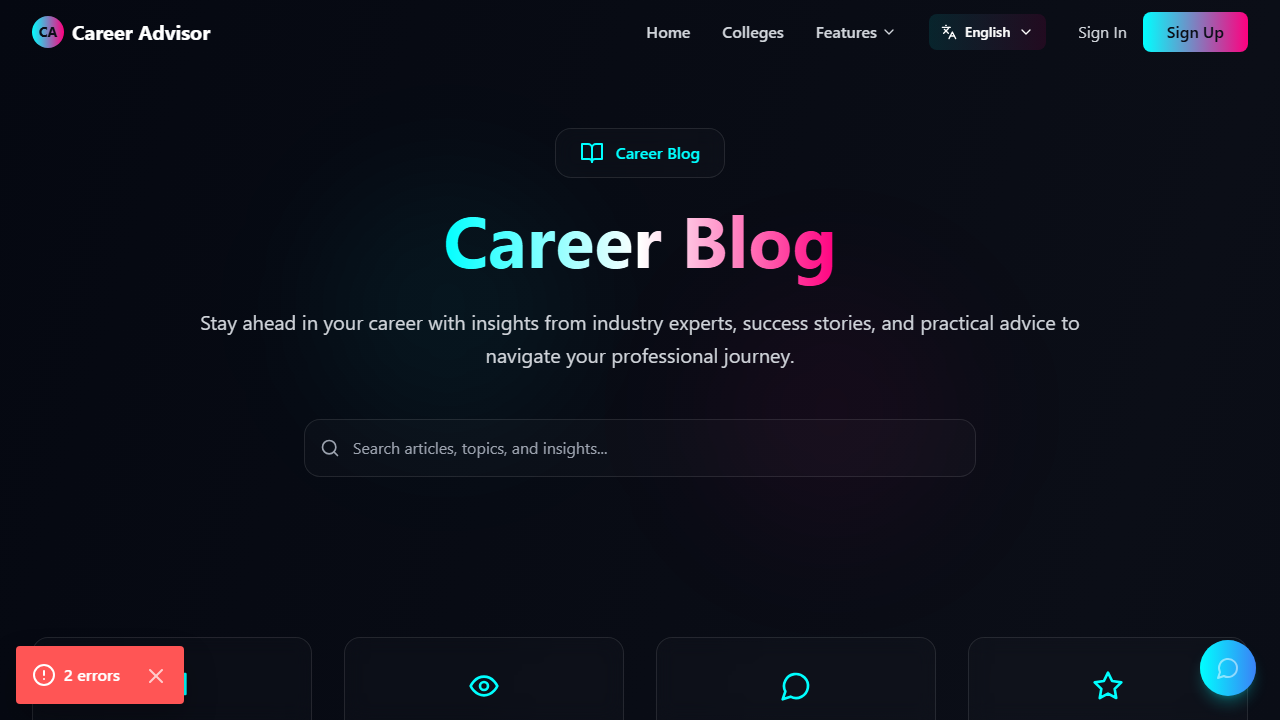 CA Career Advisor
Home Colleges Features English Sign In Sign Up
Career Blog
Career Blog
Stay ahead in your career with insights from industry experts, success stories, and practical advice to
navigate your professional journey.
Search articles, topics, and insights...
2 errors